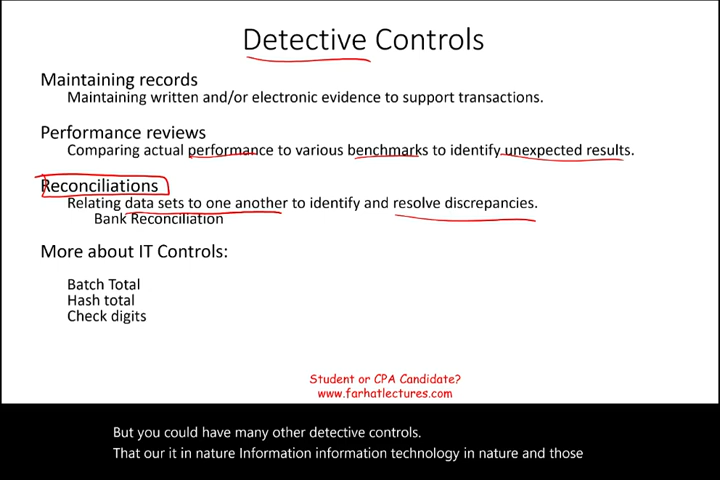 Detective Controls
Maintaining records
Maintaining written and/or electronic evidence to support transactions.
Performance reviews
Comparing actual performance to various benchmarks to identify unexpected results.
Reconciliations
Relating data sets to one another to identify and resolve discrepancies.
Bank Reconciliation
More about IT Controls:
Batch Total
Hash total
Check digits
Student or CPA Candidate?
www.farhatlectures.com
But you could have many other detective controls.
That our it in nature Information information technology in nature and those